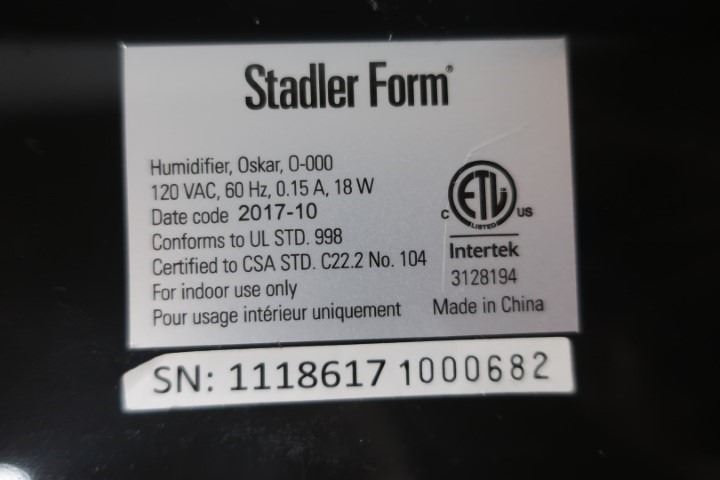 Stadler Form®
Humidifier, Oskar, O-000
120 VAC, 60 Hz, 0.15 A, 18 W
Date code 2017-10
Conforms to UL STD. 998
Certified to CSA STD. C22.2 No. 104
For indoor use only
Pour usage intérieur uniquement
ETL
C US
LISTED
Intertek
3128194
Made in China
SN: 1118617 1000682